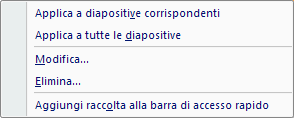 Applica a diapositive corrispondenti
Applica a tutte le diapositive
Modifica...
Elimina...
Aggiungi raccolta alla barra di accesso rapido